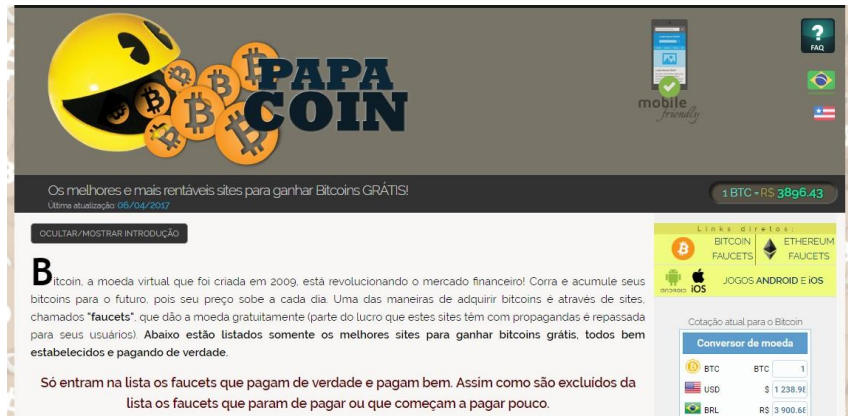 PAPA
COIN
mobile
friendly
?
FAQ
Os melhores e mais rentáveis sites para ganhar Bitcoins GRÁTIS!
Última atualização: 06/04/2017
1 BTC = R$ 3896.43
OCULTAR/MOSTRAR INTRODUÇÃO
Bitcoin, a moeda virtual que foi criada em 2009, está revolucionando o mercado financeiro! Corra e acumule seus
bitcoins para o futuro, pois seu preço sobe a cada dia. Uma das maneiras de adquirir bitcoins é através de sites,
chamados "faucets", que dão a moeda gratuitamente (parte do lucro que estes sites têm com propagandas é repassada
para seus usuários). Abaixo estão listados somente os melhores sites para ganhar bitcoins grátis, todos bem
estabelecidos e pagando de verdade.
Só entram na lista os faucets que pagam de verdade e pagam bem. Assim como são excluídos da
lista os faucets que param de pagar ou que começam a pagar pouco.
Links diretos:
BITCOIN FAUCETS
ETHEREUM FAUCETS
ANDROID iOS JOGOS ANDROID E iOS
Cotação atual para o Bitcoin
Conversor de moeda
BTC BTC 1
USD $ 1 238.98
BRL R$ 3 900.68